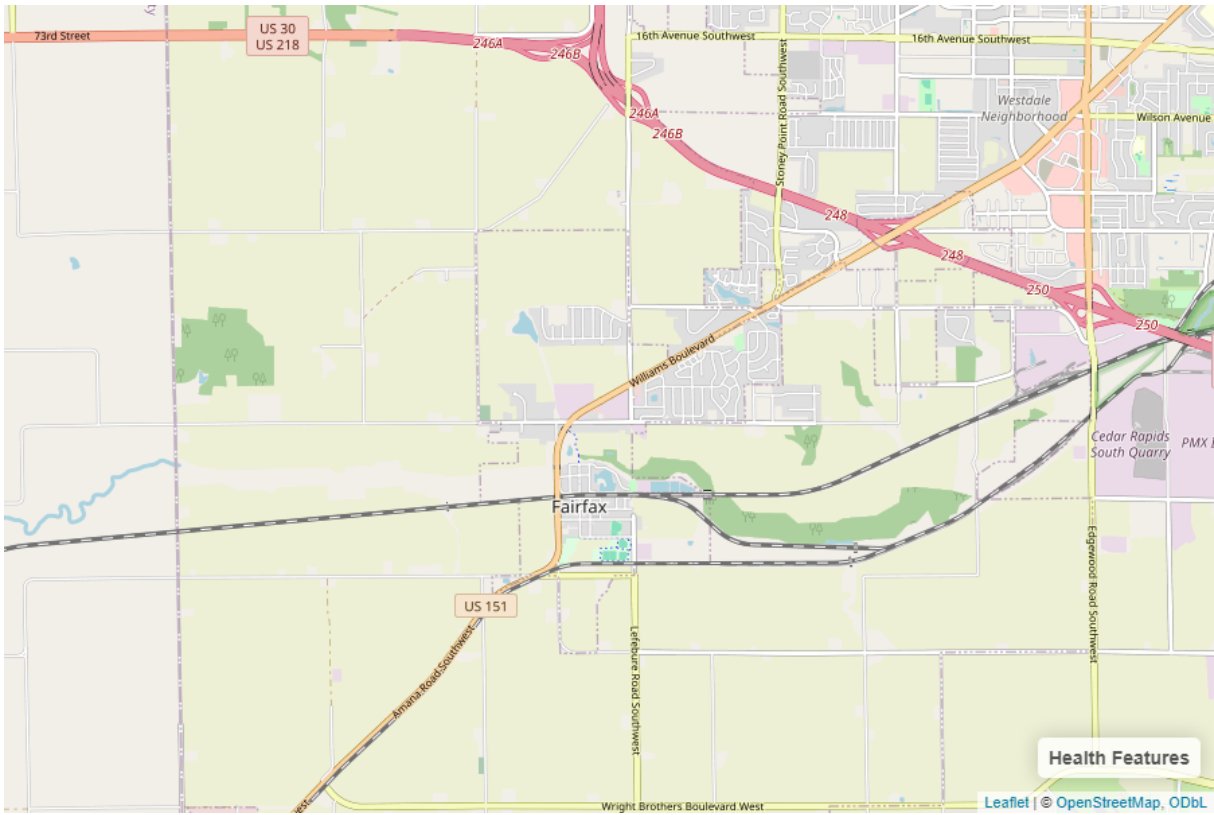 73rd Street
US 30
US 218
246A
246B
16th Avenue Southwest
16th Avenue Southwest
Stoney Point Road Southwest
Westdale
Neighborhood
Wilson Avenue
246A
246B
248
248
250
250
Williams Boulevard
Cedar Rapids
South Quarry
PMX
Fairfax
Edgewood Road Southwest
US 151
Amana Road Southwest
Lefebure Road Southwest
Wright Brothers Boulevard West
Health Features
Leaflet | © OpenStreetMap, ODbL